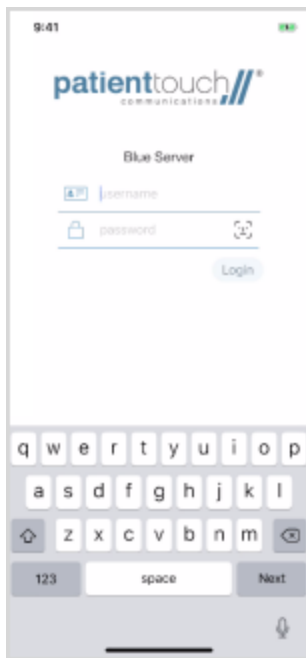 9:41
patienttouch®
communications
Blue Server
username
password
Login
q w e r t y u i o p
a s d f g h j k l
z x c v b n m
123 space Next